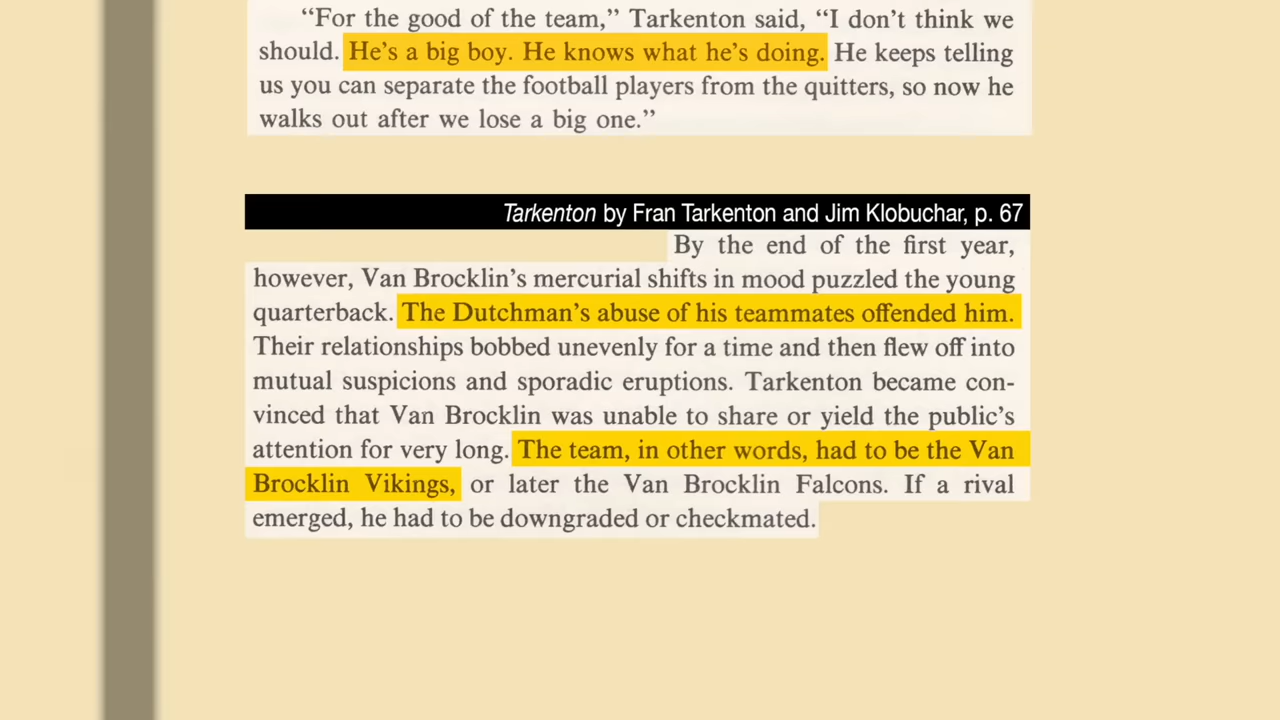 “For the good of the team,” Tarkenton said, “I don’t think we
should. He’s a big boy. He knows what he’s doing. He keeps telling
us you can separate the football players from the quitters, so now he
walks out after we lose a big one.”
Tarkenton by Fran Tarkenton and Jim Klobuchar, p. 67
By the end of the first year,
however, Van Brocklin’s mercurial shifts in mood puzzled the young
quarterback. The Dutchman’s abuse of his teammates offended him.
Their relationships bobbed unevenly for a time and then flew off into
mutual suspicions and sporadic eruptions. Tarkenton became con-
vinced that Van Brocklin was unable to share or yield the public’s
attention for very long. The team, in other words, had to be the Van
Brocklin Vikings, or later the Van Brocklin Falcons. If a rival
emerged, he had to be downgraded or checkmated.